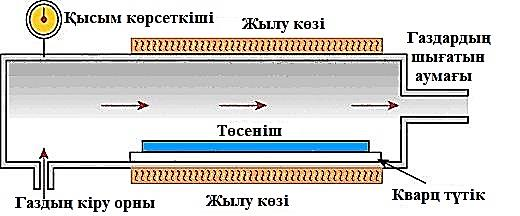 Қысым көрсеткіші
Жылу көзі
Газдардың
шығатын
аумағы
Төсеніш
Газдың кіру орны
Жылу көзі
Кварц түтік